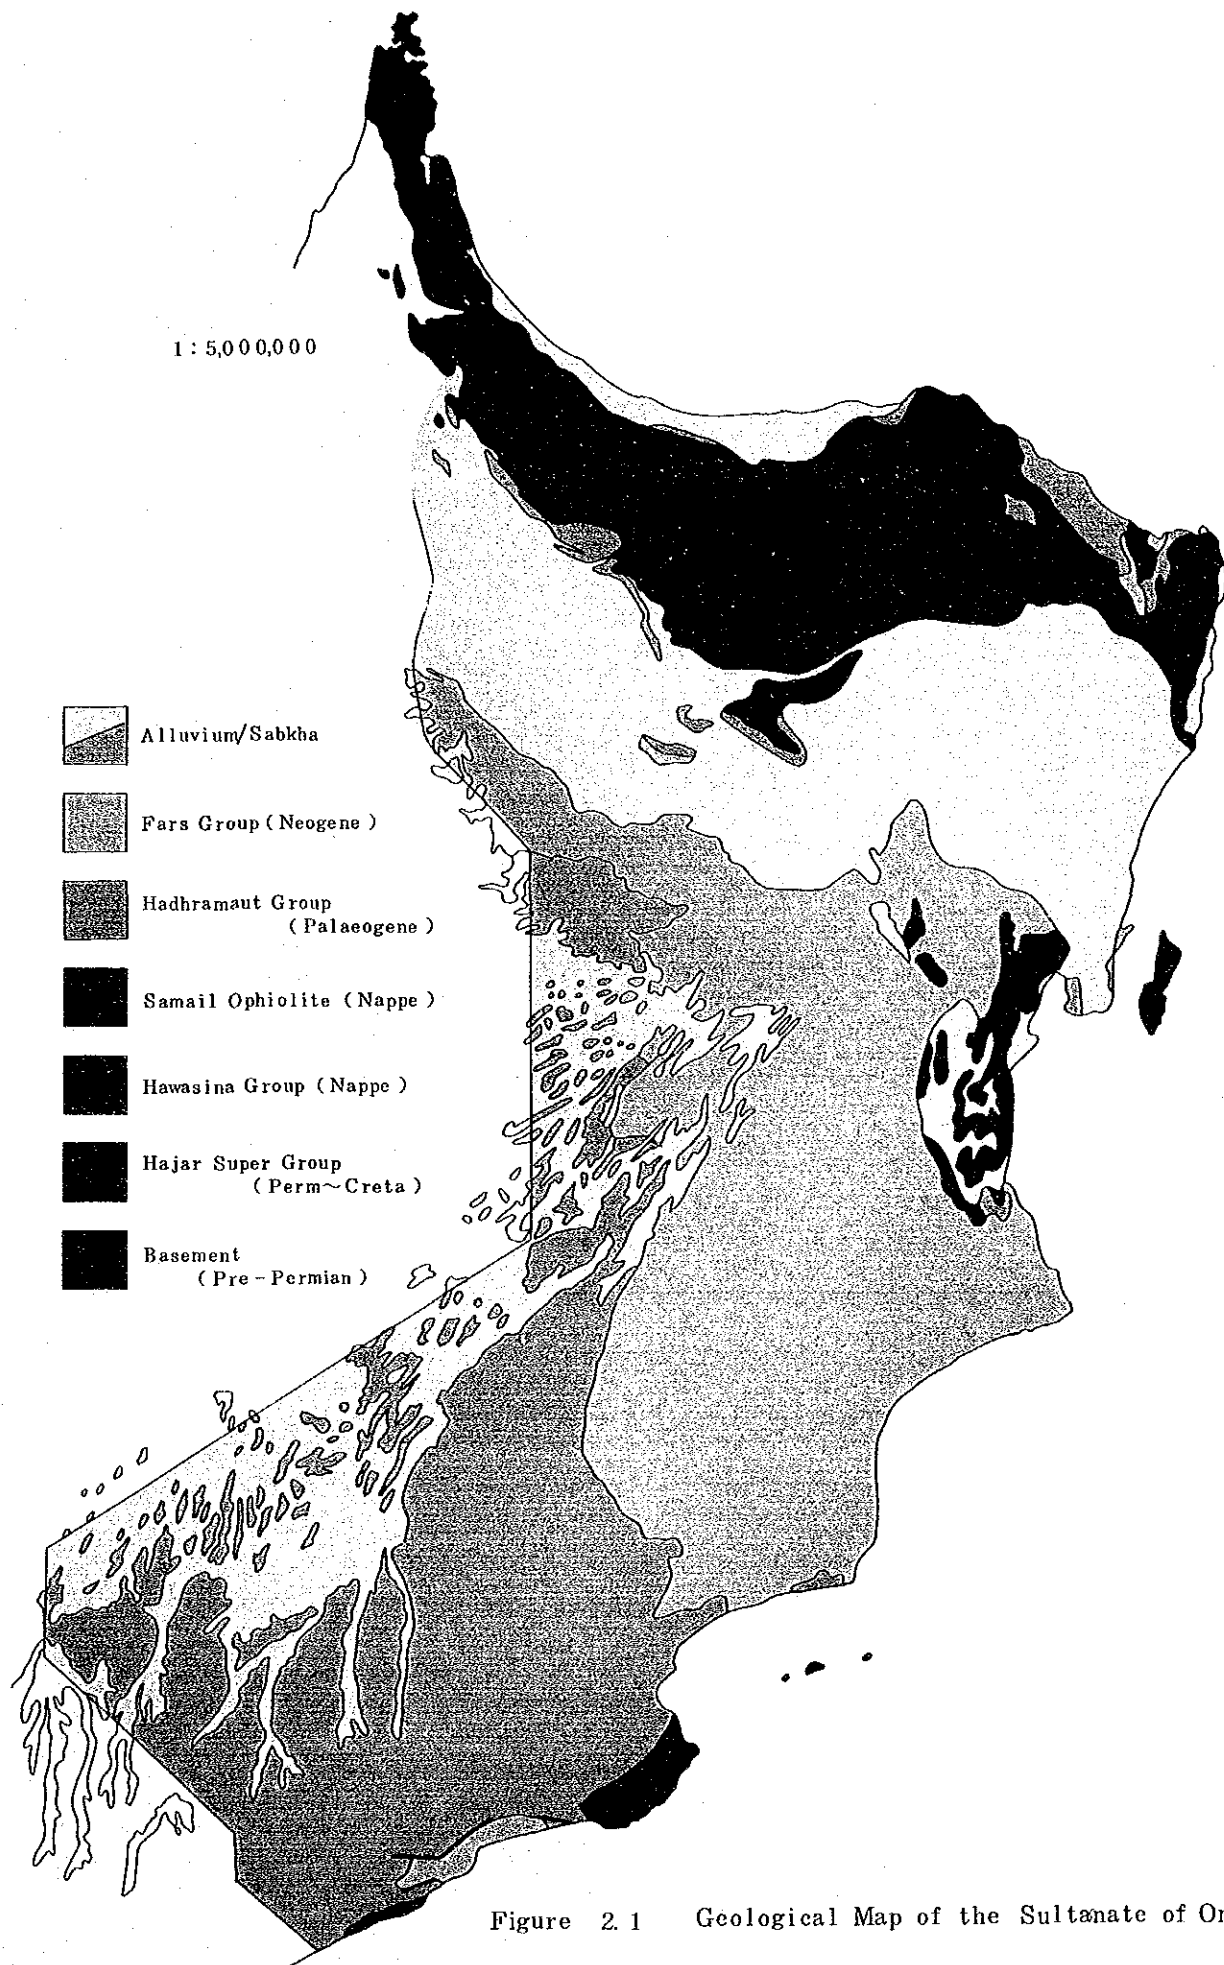 1 : 5,000,000
Alluvium/Sabkha
Fars Group ( Neogene )
Hadhramaut Group
( Palaeogene )
Samail Ophiolite ( Nappe )
Hawasina Group ( Nappe )
Hajar Super Group
( Perm~Creta )
Basement
( Pre - Permian )
Figure 2. 1 Geological Map of the Sultanate of